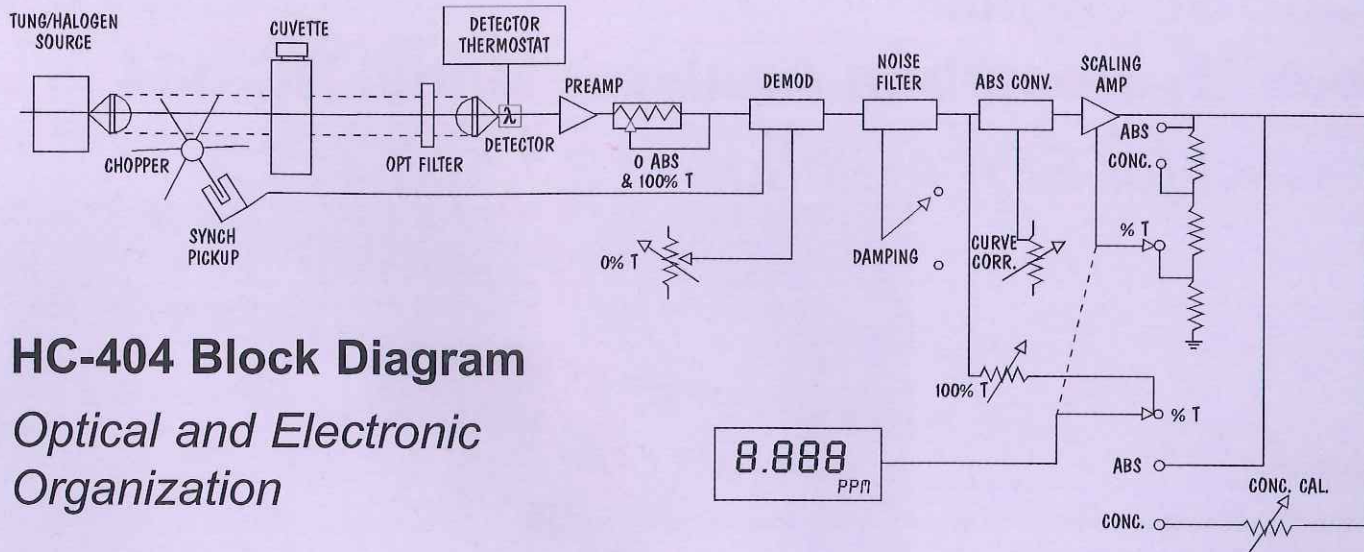 TUNG/HALOGEN
SOURCE
CUVETTE
DETECTOR
THERMOSTAT
PREAMP
DEMOD
NOISE
FILTER
ABS CONV.
SCALING
AMP
λ
CHOPPER
OPT FILTER
DETECTOR
0 ABS
& 100% T
ABS
CONC.
% T
SYNCH
PICKUP
0% T
DAMPING
CURVE
CORR.
HC-404 Block Diagram
Optical and Electronic
Organization
100% T
% T
8.888
PPM
ABS
CONC. CAL.
CONC.